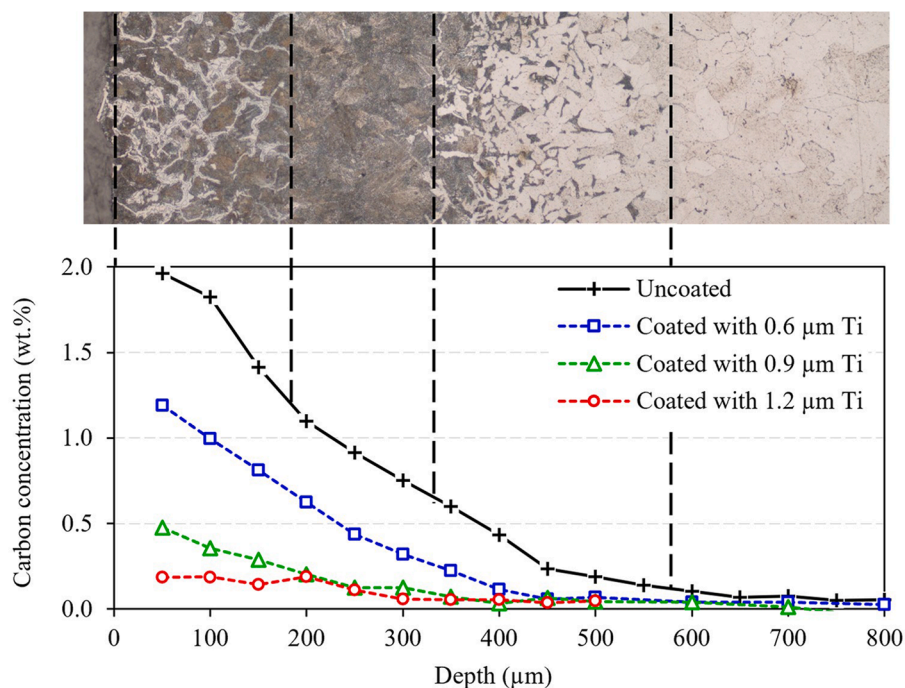 2.0
1.5
1.0
0.5
0.0
Carbon concentration (wt.%)
Uncoated
Coated with 0.6 µm Ti
Coated with 0.9 µm Ti
Coated with 1.2 µm Ti
0 100 200 300 400 500 600 700 800
Depth (µm)